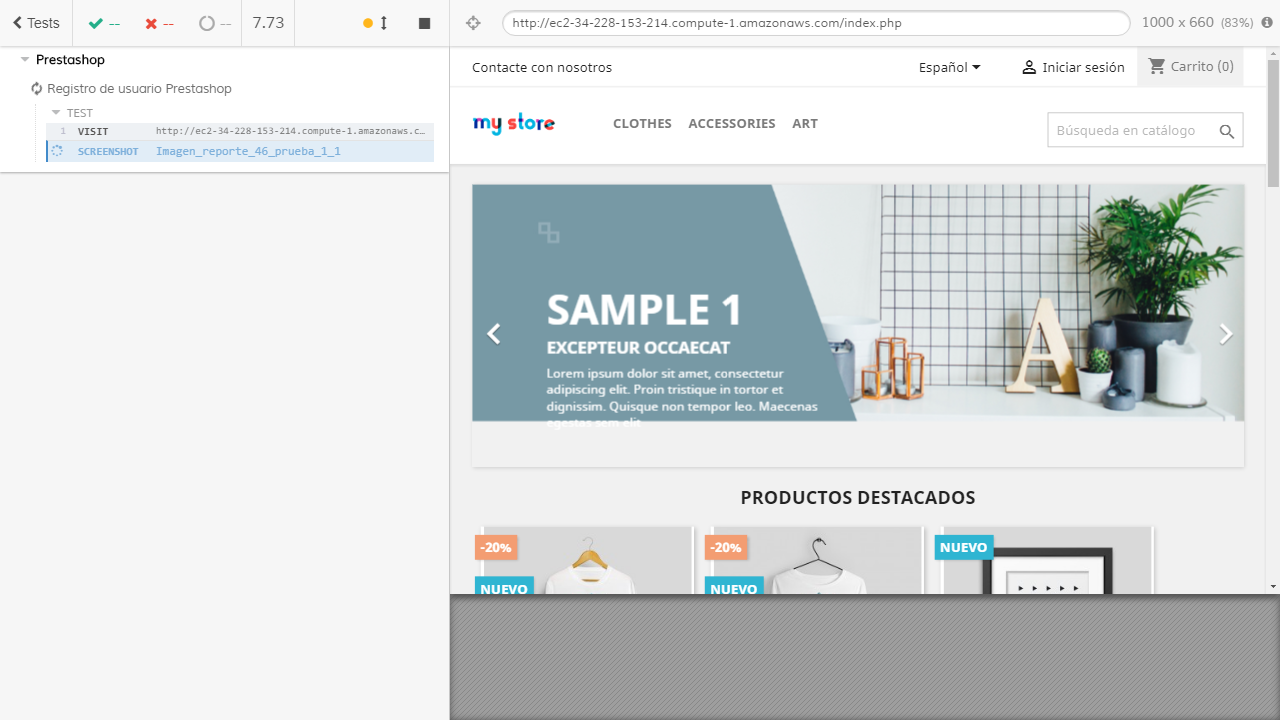 Tests
--
--
--
7.73
http://ec2-34-228-153-214.compute-1.amazonaws.com/index.php
1000 x 660 (83%)
Prestashop
Registro de usuario Prestashop
TEST
1 VISIT http://ec2-34-228-153-214.compute-1.amazonaws.c…
SCREENSHOT Imagen_reporte_46_prueba_1_1
Contacte con nosotros
Español
Iniciar sesión
Carrito (0)
my store
CLOTHES ACCESSORIES ART
Búsqueda en catálogo
SAMPLE 1
EXCEPTEUR OCCAECAT
Lorem ipsum dolor sit amet, consectetur
adipiscing elit. Proin tristique in tortor et
dignissim. Quisque non tempor leo. Maecenas
egestas sem elit
A
PRODUCTOS DESTACADOS
-20%
NUEVO
-20%
NUEVO
NUEVO